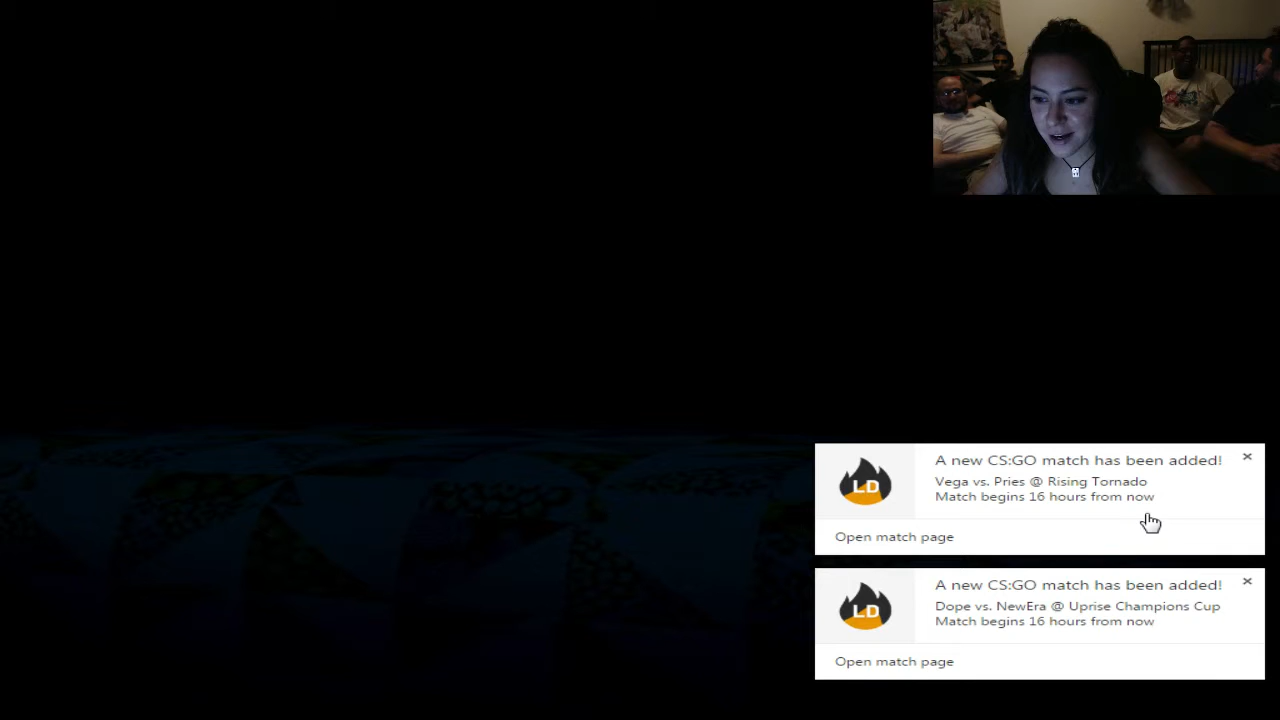 A new CS:GO match has been added!
Vega vs. Pries @ Rising Tornado
Match begins 16 hours from now
LD
Open match page
A new CS:GO match has been added!
Dope vs. NewEra @ Uprise Champions Cup
Match begins 16 hours from now
LD
Open match page